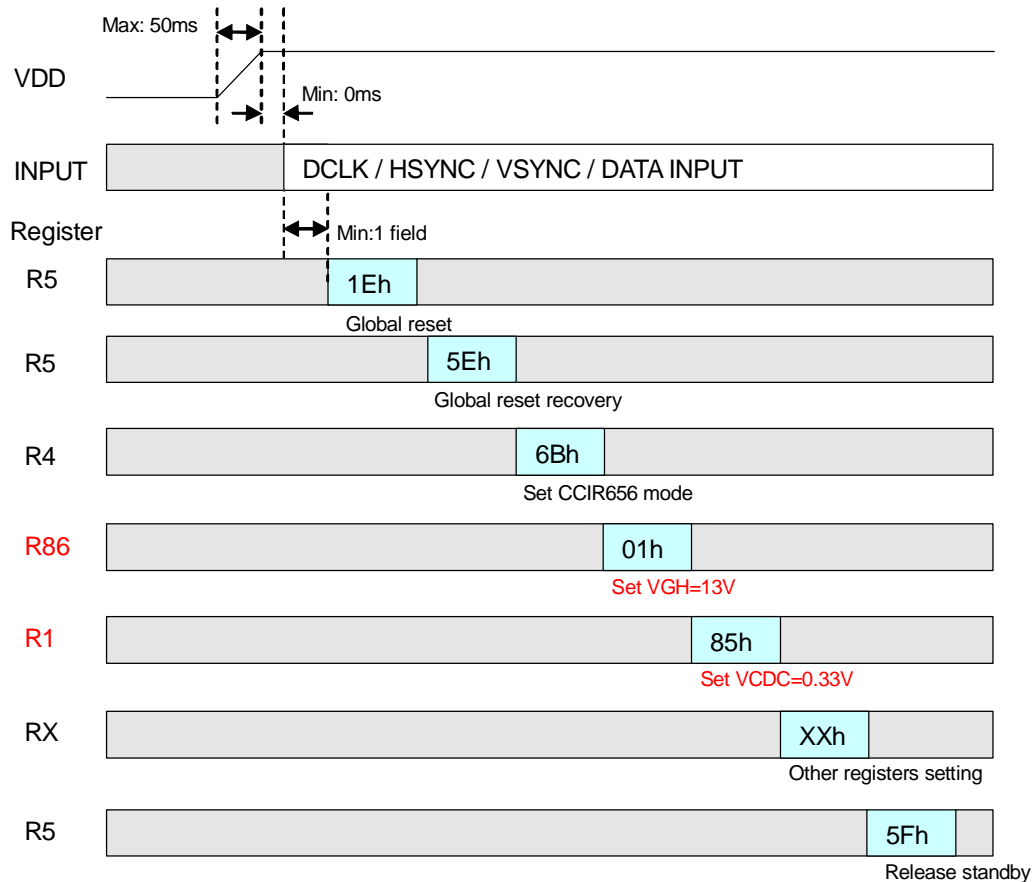 Max: 50ms
VDD
Min: 0ms
INPUT
DCLK / HSYNC / VSYNC / DATA INPUT
Register
Min:1 field
R5
1Eh
Global reset
R5
5Eh
Global reset recovery
R4
6Bh
Set CCIR656 mode
R86
01h
Set VGH=13V
R1
85h
Set VCDC=0.33V
RX
XXh
Other registers setting
R5
5Fh
Release standby